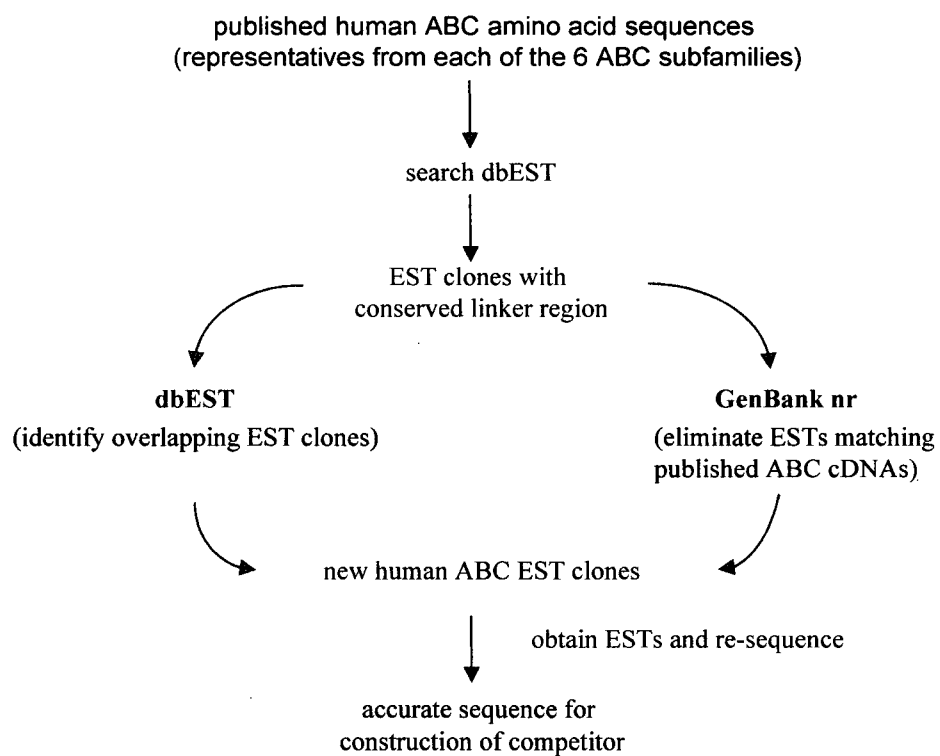 published human ABC amino acid sequences
(representatives from each of the 6 ABC subfamilies)
search dbEST
EST clones with
conserved linker region
dbEST
(identify overlapping EST clones)
GenBank nr
(eliminate ESTs matching
published ABC cDNAs)
new human ABC EST clones
obtain ESTs and re-sequence
accurate sequence for
construction of competitor